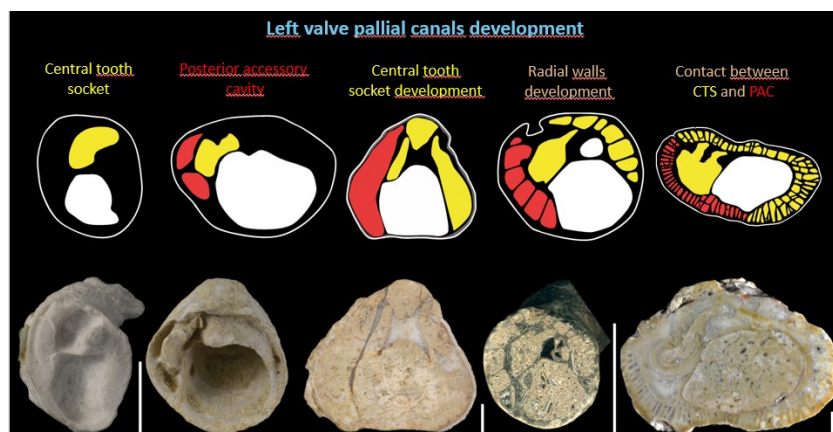 Left valve pallial canals development
Central tooth
socket
Posterior accessory
cavity
Central tooth
socket development
Radial walls
development
Contact between
CTS and PAC